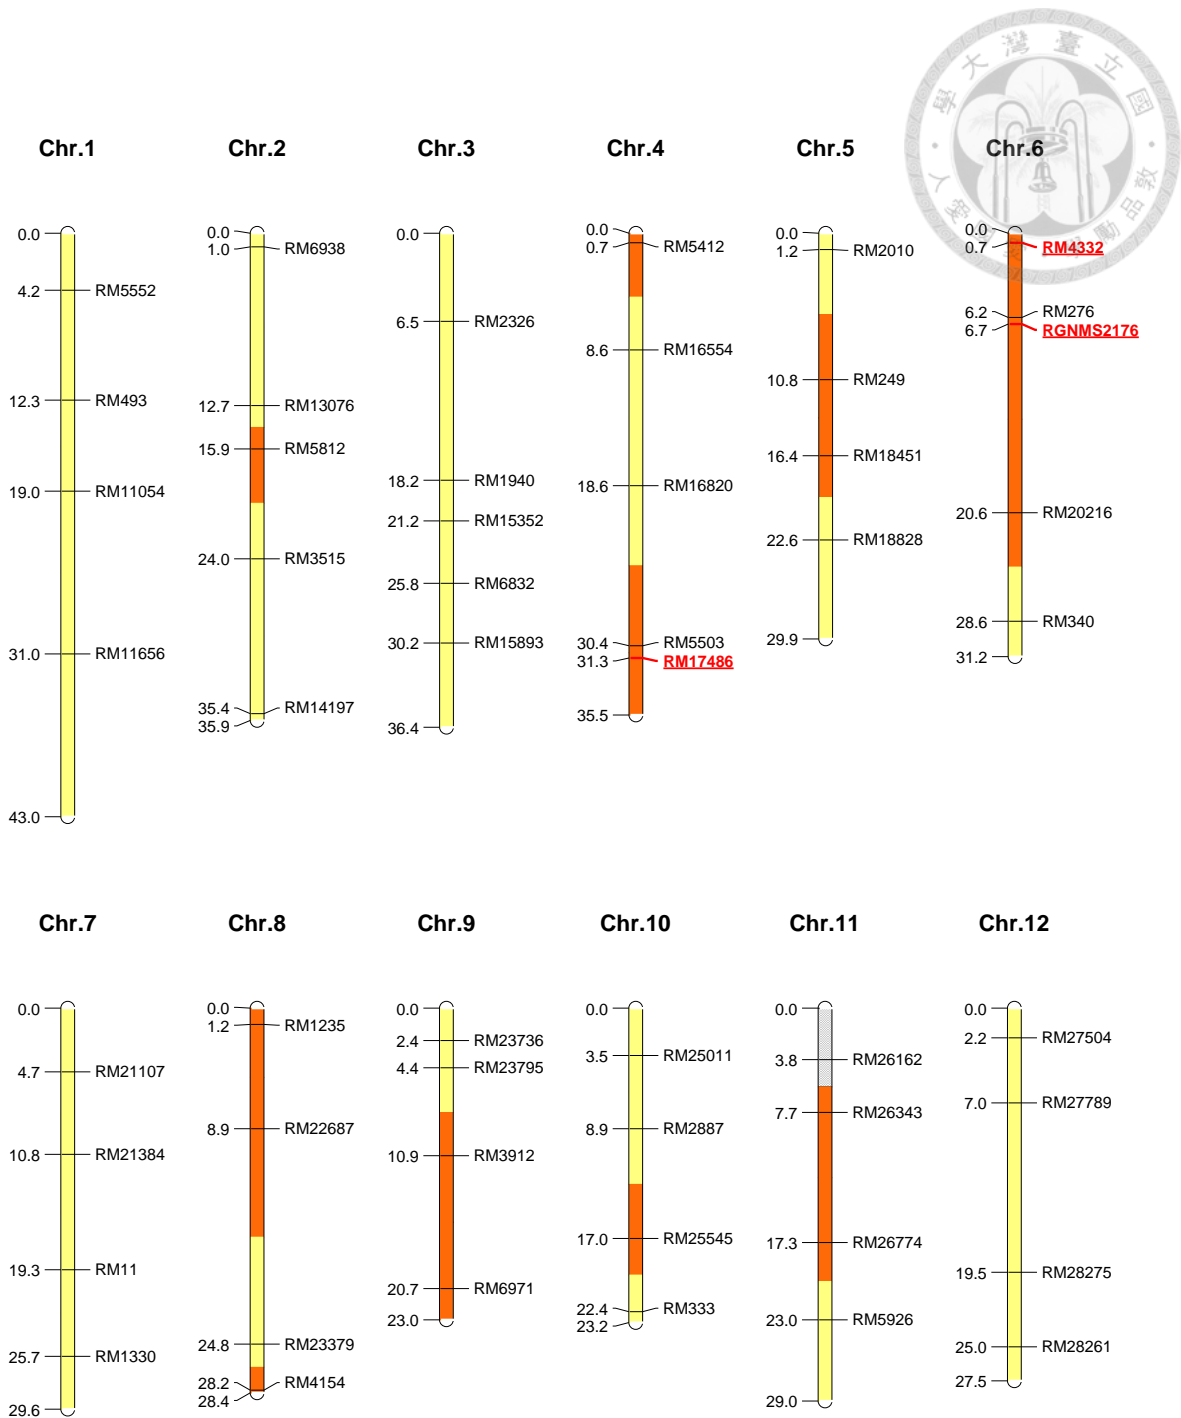 國立臺灣大學
敦品勵學 愛人
Chr.1 Chr.2 Chr.3 Chr.4 Chr.5 Chr.6
0.0
4.2 RM5552
12.3 RM493
19.0 RM11054
31.0 RM11656
43.0
0.0
1.0 RM6938
12.7 RM13076
15.9 RM5812
24.0 RM3515
35.4 RM14197
35.9
0.0
6.5 RM2326
18.2 RM1940
21.2 RM15352
25.8 RM6832
30.2 RM15893
36.4
0.0
0.7 RM5412
8.6 RM16554
18.6 RM16820
30.4 RM5503
31.3 RM17486
35.5
0.0
1.2 RM2010
10.8 RM249
16.4 RM18451
22.6 RM18828
29.9
0.0
0.7 RM4332
6.2 RM276
6.7 RGNMS2176
20.6 RM20216
28.6 RM340
31.2
Chr.7 Chr.8 Chr.9 Chr.10 Chr.11 Chr.12
0.0
4.7 RM21107
10.8 RM21384
19.3 RM11
25.7 RM1330
29.6
0.0
1.2 RM1235
8.9 RM22687
24.8 RM23379
28.2 RM4154
28.4
0.0
2.4 RM23736
4.4 RM23795
10.9 RM3912
20.7 RM6971
23.0
0.0
3.5 RM25011
8.9 RM2887
17.0 RM25545
22.4 RM333
23.2
0.0
3.8 RM26162
7.7 RM26343
17.3 RM26774
23.0 RM5926
29.0
0.0
2.2 RM27504
7.0 RM27789
19.5 RM28275
25.0 RM28261
27.5